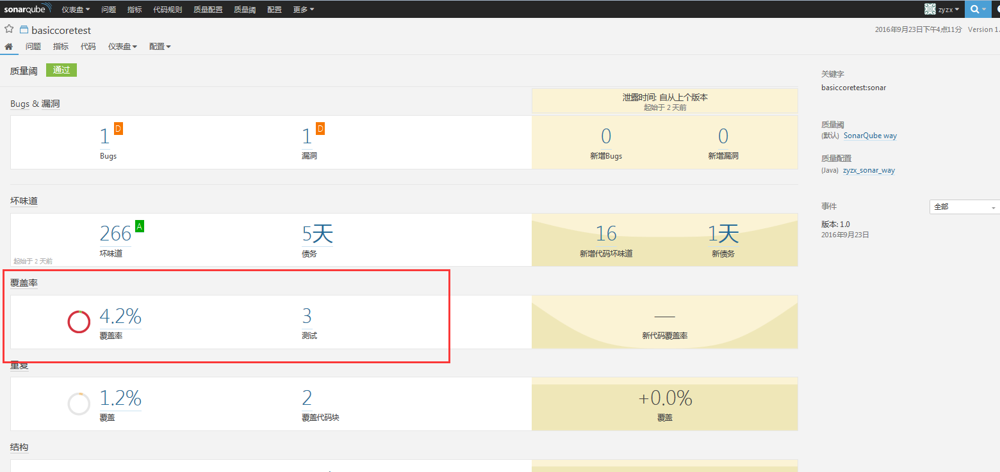 sonarqube 仪表盘 问题 指标 代码规则 质量配置 质量阈 配置 更多 zyzx
basiccoretest 2016年9月23日下午4点11分 Version 1.
问题 指标 代码 仪表盘 配置
质量阈 通过
Bugs & 漏洞
泄露时间: 自从上个版本
起始于 2 天前
1 D 1 D 0 0
Bugs 漏洞 新增Bugs 新增漏洞
坏味道
266 A 5天 16 1天
坏味道 债务 新增代码坏味道 新债务
起始于 2 天前
覆盖率
4.2% 3 —
覆盖率 测试 新代码覆盖率
重复
1.2% 2 +0.0%
覆盖 覆盖代码块 覆盖
结构
关键字
basiccoretest:sonar
质量阈
(默认) SonarQube way
质量配置
(Java) zyzx_sonar_way
事件 全部
版本: 1.0
2016年9月23日